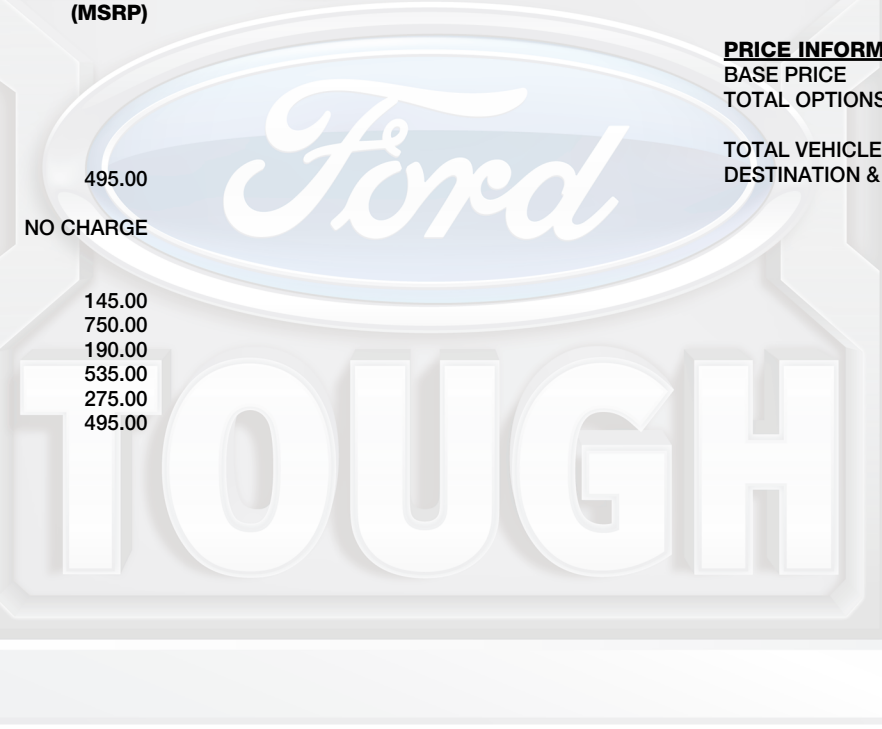 (MSRP)
495.00
NO CHARGE
145.00
750.00
190.00
535.00
275.00
495.00
PRICE INFORM
BASE PRICE
TOTAL OPTIONS
TOTAL VEHICLE
DESTINATION &
Ford
TOUGH